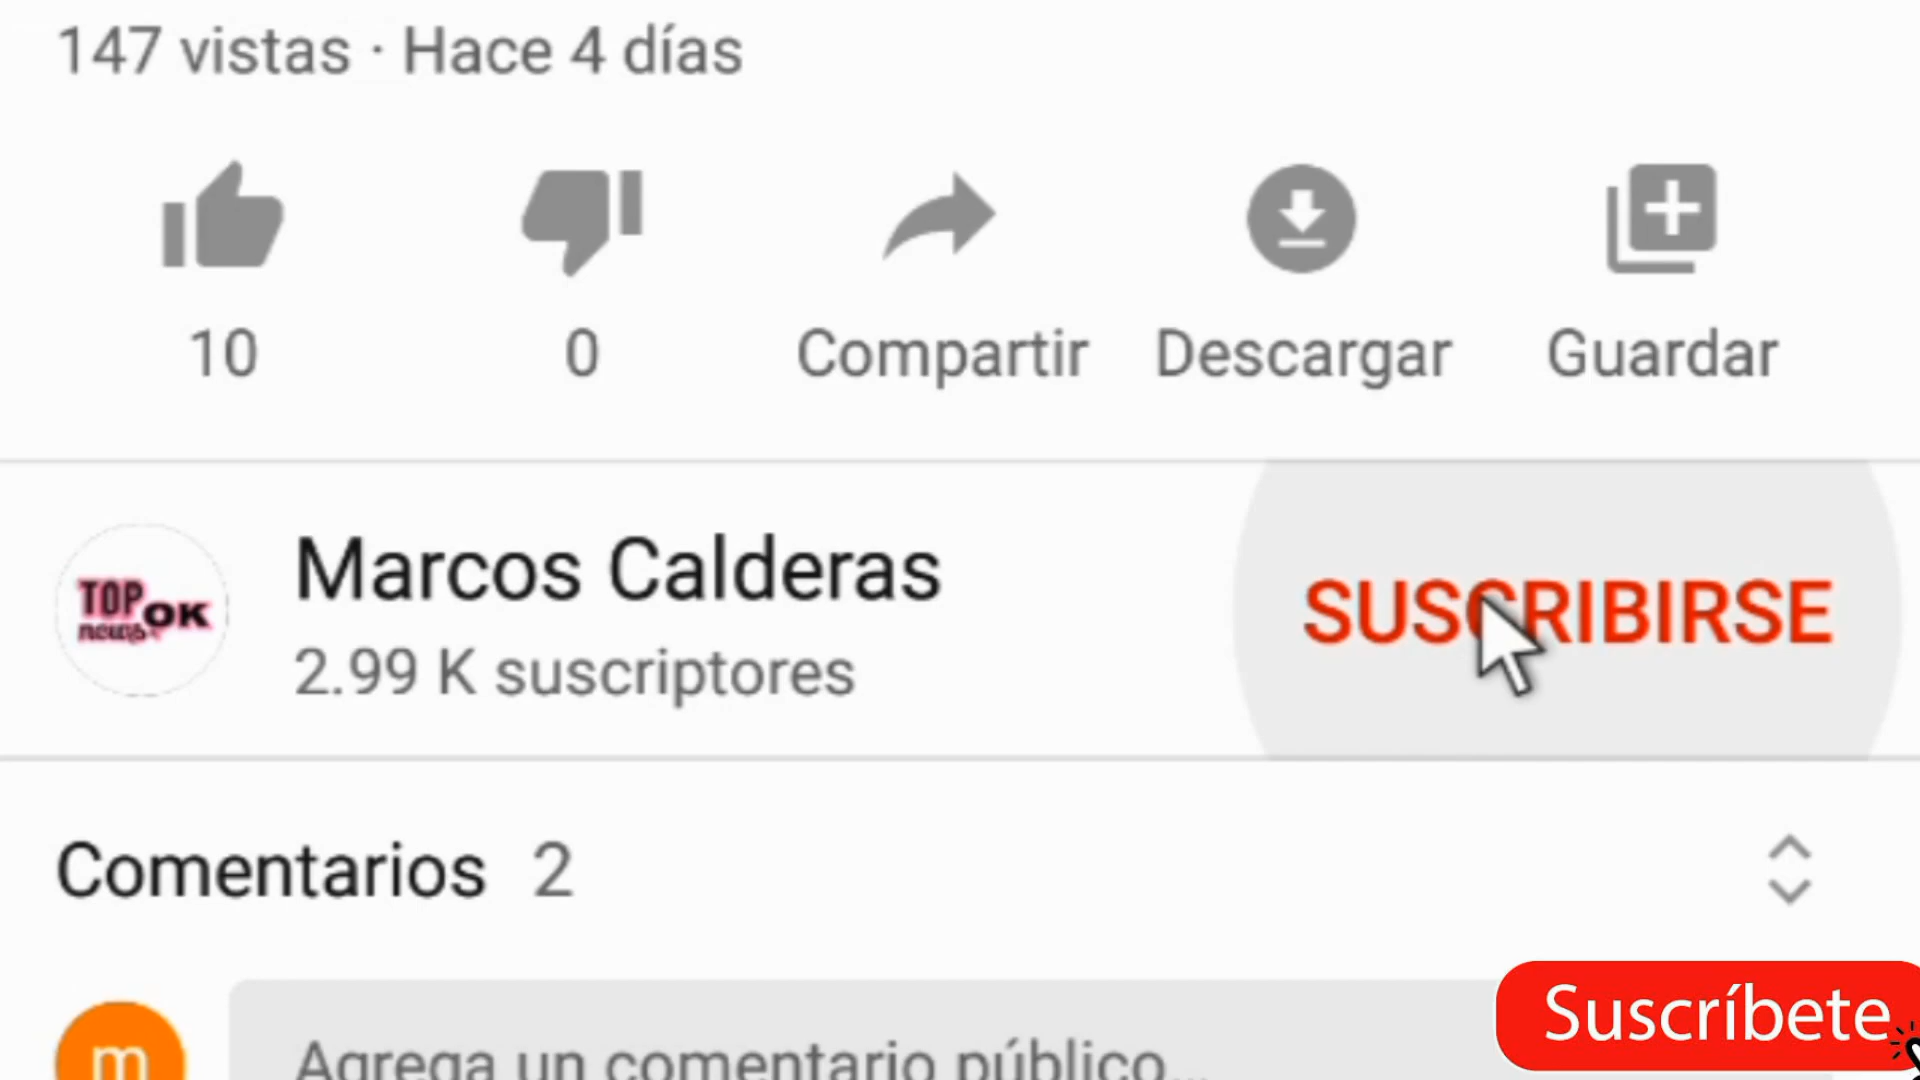 147 vistas · Hace 4 días
10
0
Compartir
Descargar
Guardar
TOP
news
OK
Marcos Calderas
2.99 K suscriptores
SUSCRIBIRSE
Comentarios 2
m
Agrega un comentario público...
Suscríbete